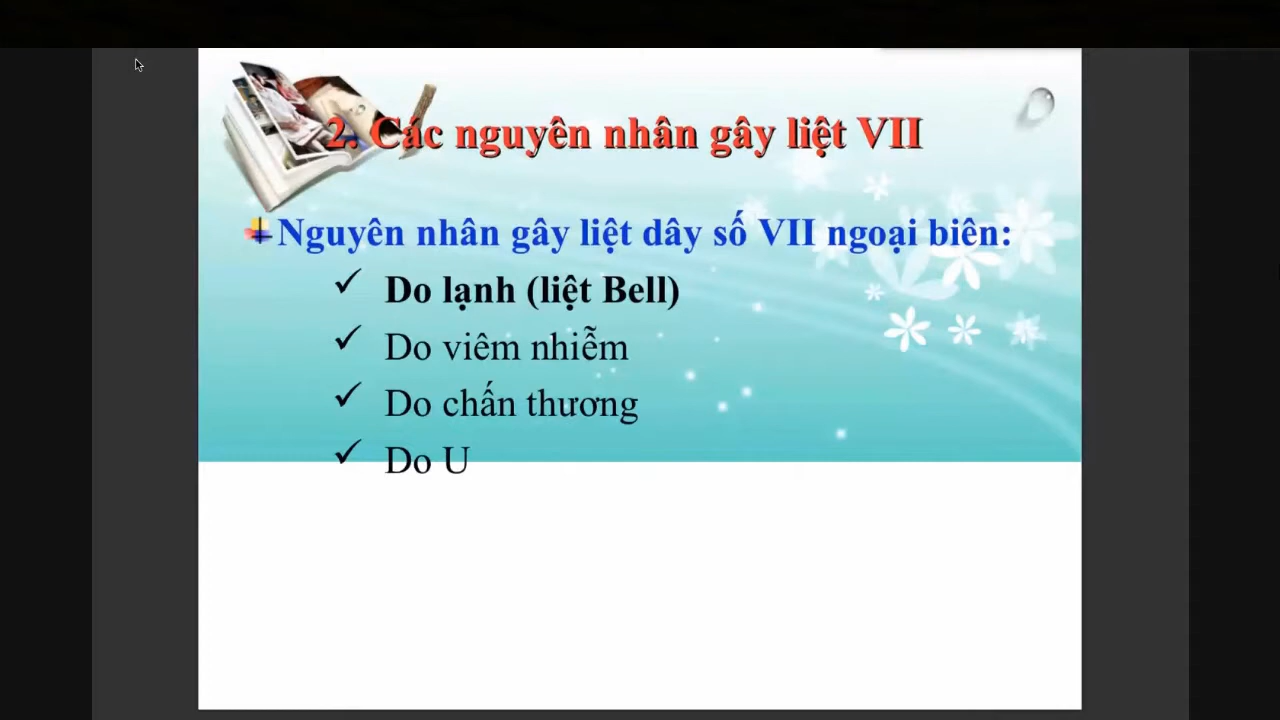 2. Các nguyên nhân gây liệt VII
Nguyên nhân gây liệt dây số VII ngoại biên:
✓ Do lạnh (liệt Bell)
✓ Do viêm nhiễm
✓ Do chấn thương
✓ Do U